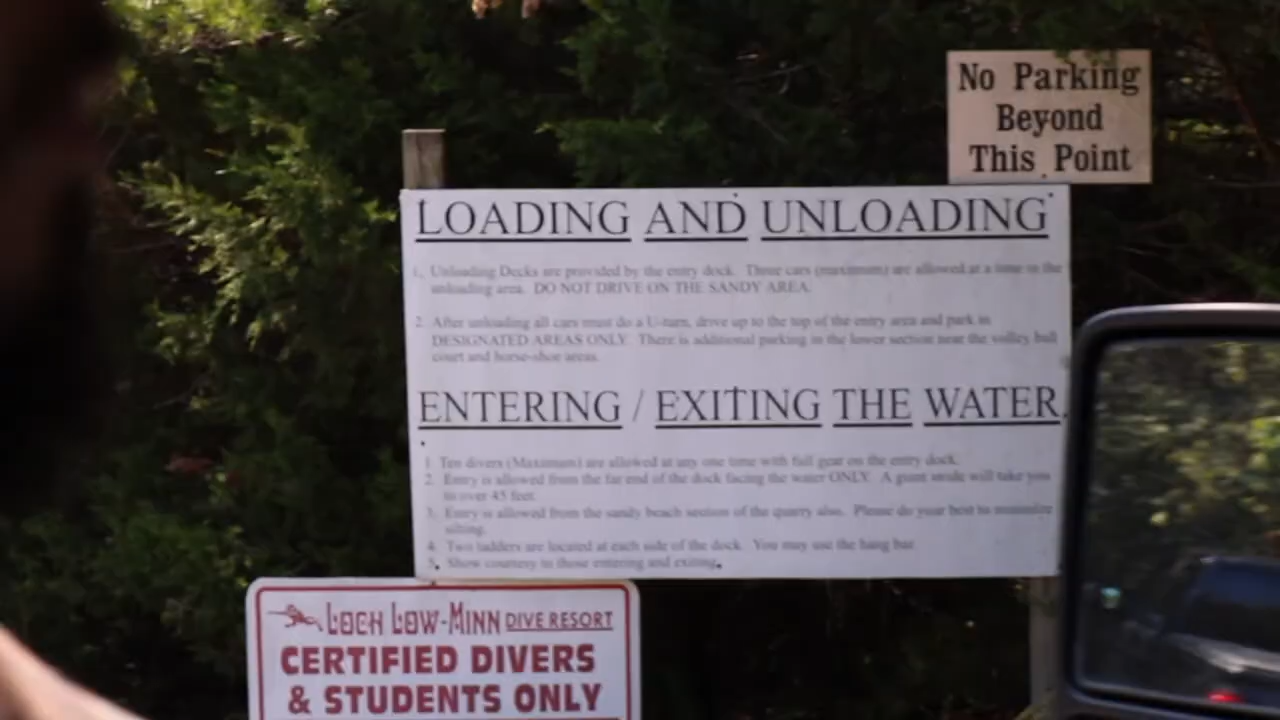 No Parking
Beyond
This Point
LOADING AND UNLOADING
1. Unloading Decks are provided by the entry dock. Three cars (maximum) are allowed at a time in the
unloading area. DO NOT DRIVE ON THE SANDY AREA.
2. After unloading all cars must do a U-turn, drive up to the top of the entry area and park in
DESIGNATED AREAS ONLY. There is additional parking in the lower section near the volley ball
court and horse-shoe areas.
ENTERING / EXITING THE WATER
1 Ten divers (Maximum) are allowed at any one time with full gear on the entry dock.
2. Entry is allowed from the far end of the dock facing the water ONLY. A giant stride will take you
to over 45 feet.
3. Entry is allowed from the sandy beach section of the quarry also. Please do your best to minimize
silting.
4. Two ladders are located at each side of the dock. You may use the hang bar.
5. Show courtesy to those entering and exiting.
LOCH LOW-MINN DIVE RESORT
CERTIFIED DIVERS
& STUDENTS ONLY